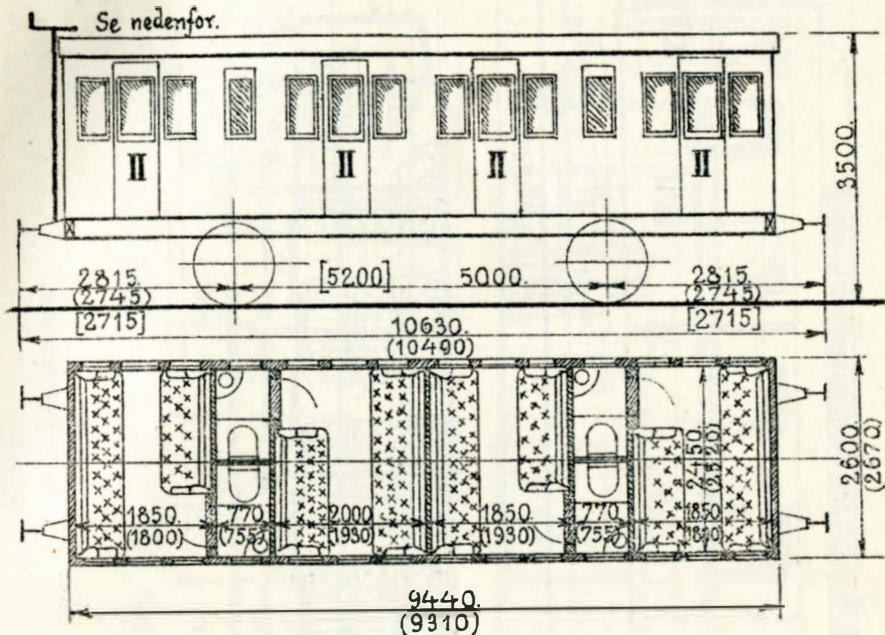 Se nedenfor.
II II II II
3500.
2815. [5200] 5000. 2815.
(2745) (2745)
[2715] [2715]
10630.
(10490)
2450.
(2520)
2600.
(2670)
1850. 770 2000 1850. 770 1850
(1800) (755) (1930) (1930) (755)
9440.
(9310)